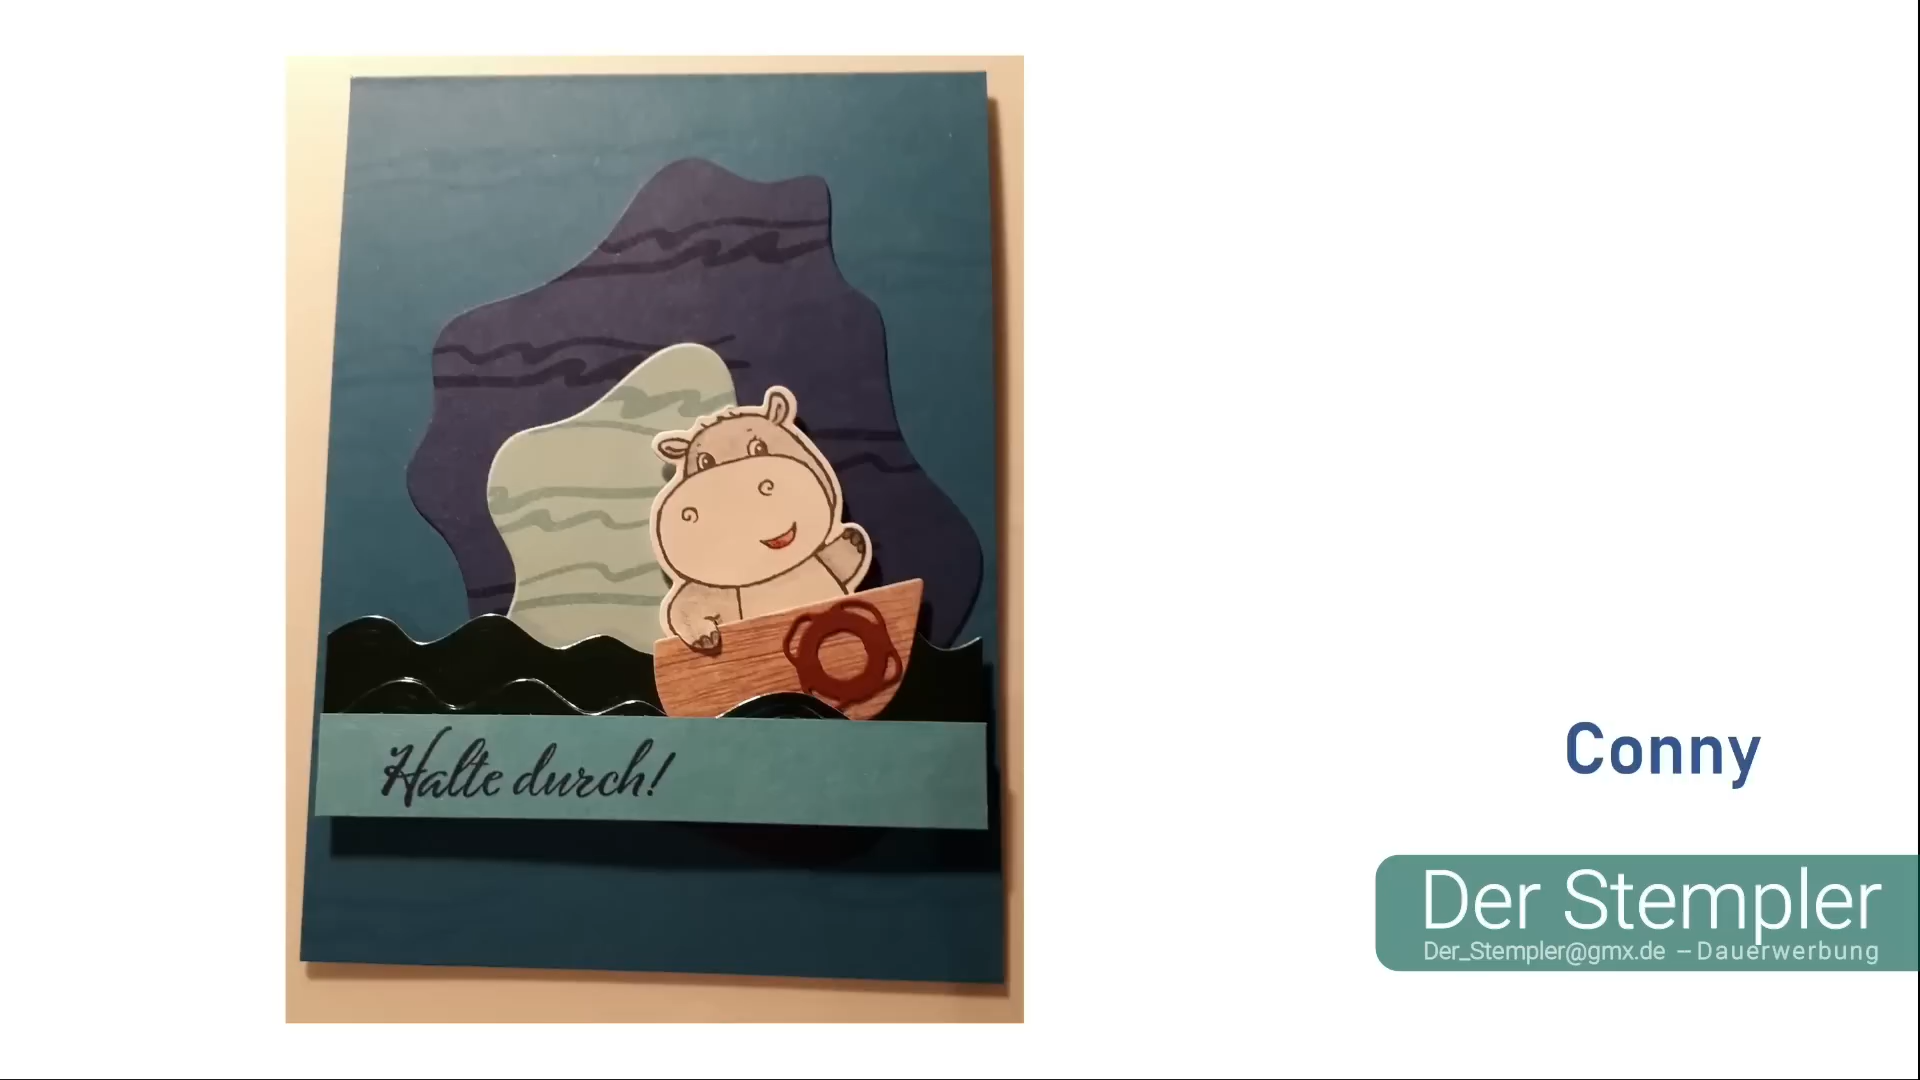 Halte durch!
Conny
Der Stempler
Der_Stempler@gmx.de – Dauerwerbung